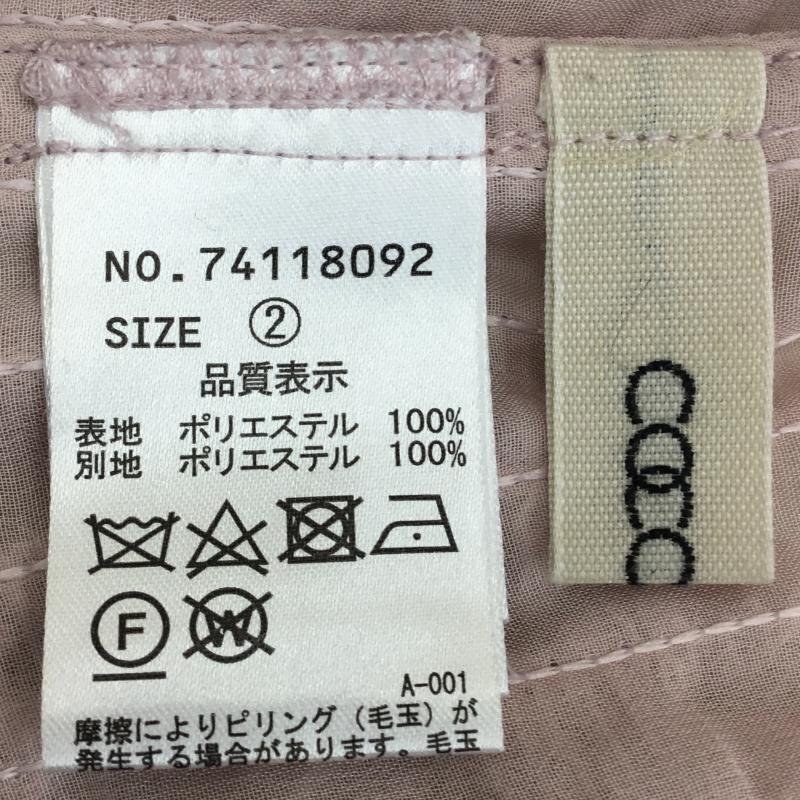 NO.74118092
SIZE ②
品質表示
表地 ポリエステル 100%
別地 ポリエステル 100%
F
W
A-001
摩擦によりピリング（毛玉）が
発生する場合があります。毛玉